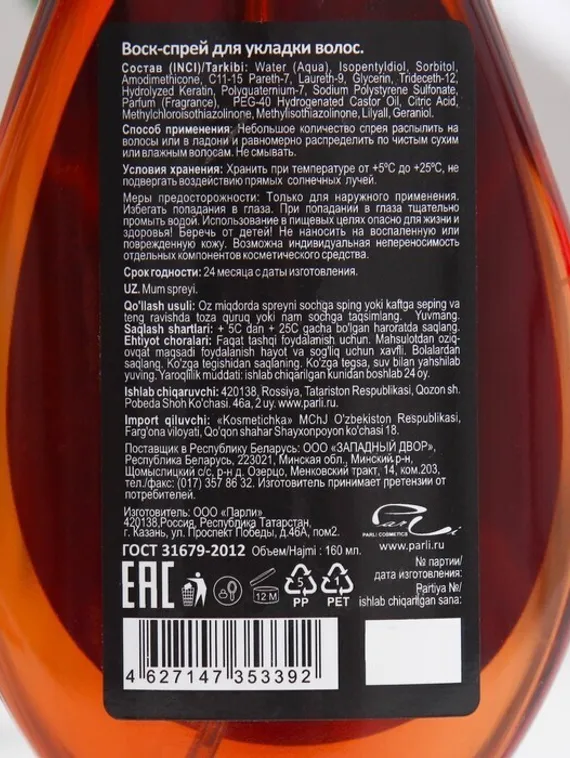 Воск-спрей для укладки волос.
Состав (INCI)/Tarkibi: Water (Aqua), Isopentyldiol, Sorbitol,
Amodimethicone, C11-15 Pareth-7, Laureth-9, Glycerin, Trideceth-12,
Hydrolyzed Keratin, Polyquaternium-7, Sodium Polystyrene Sulfonate,
Parfum (Fragrance), PEG-40 Hydrogenated Castor Oil, Citric Acid,
Methylchloroisothiazolinone, Methylisothiazolinone, Lilyall, Geraniol.
Способ применения: Небольшое количество спрея распылить на
волосы или в ладони и равномерно распределить по чистым сухим
или влажным волосам. Не смывать.
Условия хранения: Хранить при температуре от +5°C до +25°C, не
подвергать воздействию прямых солнечных лучей.
Меры предосторожности: Только для наружного применения.
Избегать попадания в глаза. При попадании в глаза тщательно
промыть водой. Использование в пищевых целях опасно для жизни и
здоровья! Беречь от детей! Не наносить на воспаленную или
поврежденную кожу. Возможна индивидуальная непереносимость
отдельных компонентов косметического средства.
Срок годности: 24 месяца с даты изготовления.
UZ. Mum spreyi.
Qo'llash usuli: Oz miqdorda spreyni sochga sping yoki kaftga seping va
teng ravishda toza quruq yoki nam sochga taqsimlang. Yuvmang.
Saqlash shartlari: + 5C dan + 25C gacha bo'lgan haroratda saqlang.
Ehtiyot choralari: Faqat tashqi foydalanish uchun. Mahsulotdan oziq-
ovqat maqsadi foydalanish hayot va sog'liq uchun xavfli. Bolalardan
saqlang. Ko'zga tegishidan saqlaning. Ko'zga tegsa, suv bilan yahshilab
yuving. Yaroqlilik muddati: ishlab chiqarilgan kunidan boshlab 24 oy.
Ishlab chiqaruvchi: 420138, Rossiya, Tatariston Respublikasi, Qozon sh.
Pobeda Shoh Ko'chasi. 46a, 2 uy. www.parli.ru.
Import qiluvchi: «Kosmetichka» MChJ O'zbekiston Respublikasi,
Farg'ona viloyati, Qo'qon shahar Shayxonpoyon ko'chasi 18.
Поставщик в Республику Беларусь: ООО «ЗАПАДНЫЙ ДВОР»,
Республика Беларусь, 223021, Минская обл., Минский р-н,
Щомыслицкий с/с, р-н д. Озерцо, Менковский тракт, 14, ком.203,
тел./факс: (017) 357 86 32. Изготовитель принимает претензии от
потребителей.
Изготовитель: ООО «Парли»
420138,Россия, Республика Татарстан,
г. Казань, ул. Проспект Победы, д.46А, пом2.
Parli
PARLI COSMETICS
www.parli.ru
ГОСТ 31679-2012 Объем/Hajmi : 160 мл.
№ партии/
дата изготовления:
Partiya №/
ishlab chiqarilgan sana:
EAC
12 M
5
PP
1
PET
4 627147 353392